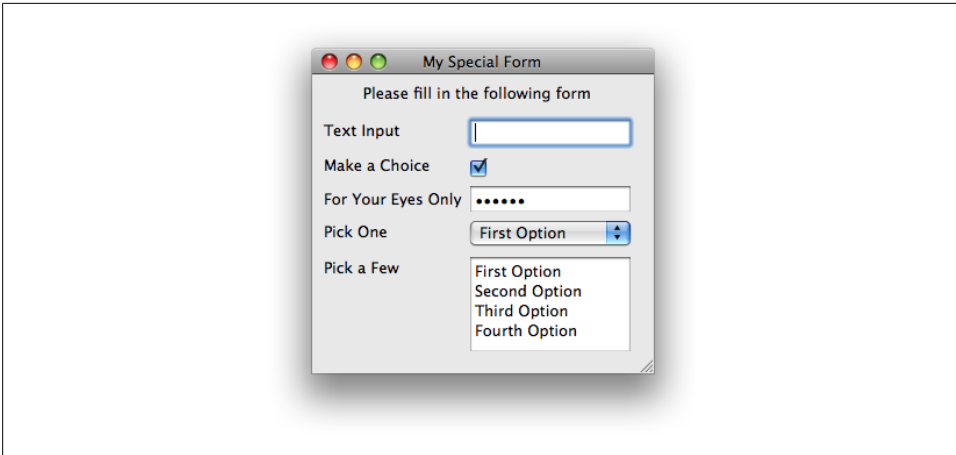 My Special Form
Please fill in the following form
Text Input
Make a Choice
For Your Eyes Only ••••••
Pick One First Option
Pick a Few
First Option
Second Option
Third Option
Fourth Option